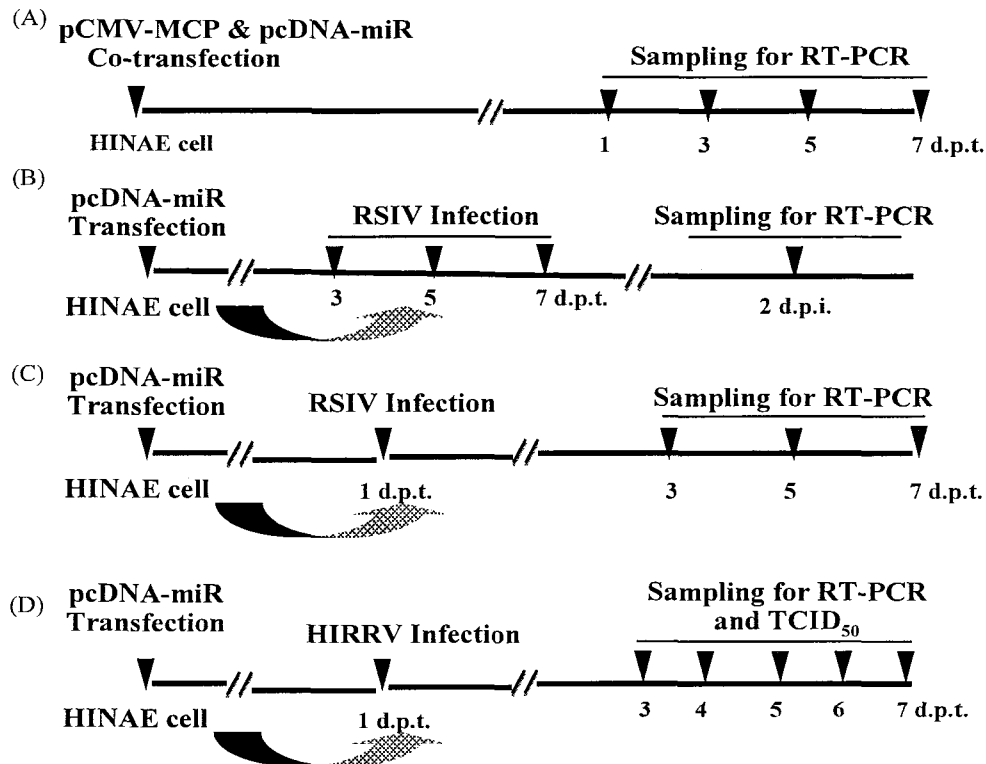 (A)
pCMV-MCP & pcDNA-miR
Co-transfection
Sampling for RT-PCR
HINAE cell
1 3 5 7 d.p.t.
(B)
pcDNA-miR
Transfection
RSIV Infection
Sampling for RT-PCR
HINAE cell
3 5 7 d.p.t.
2 d.p.i.
(C)
pcDNA-miR
Transfection
RSIV Infection
Sampling for RT-PCR
HINAE cell
1 d.p.t.
3 5 7 d.p.t.
(D)
pcDNA-miR
Transfection
HIRRV Infection
Sampling for RT-PCR
and TCID50
HINAE cell
1 d.p.t.
3 4 5 6 7 d.p.t.